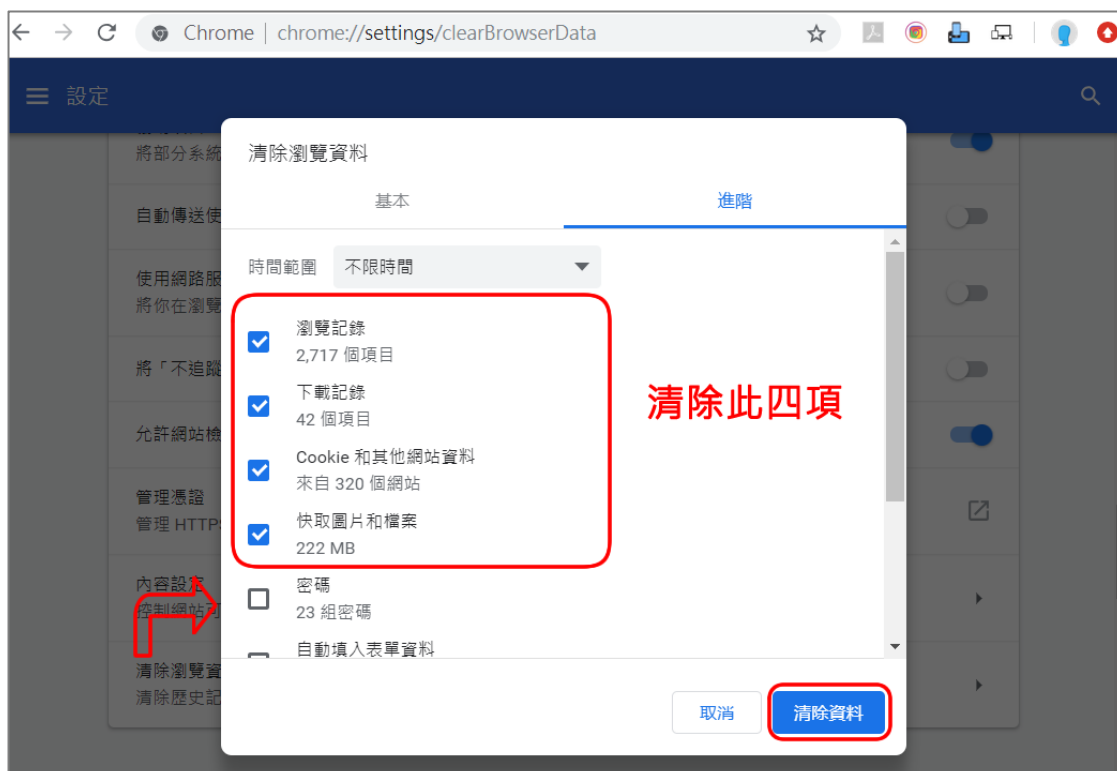 Chrome | chrome://settings/clearBrowserData
設定
將部分系統
清除瀏覽資料
基本
進階
自動傳送使
時間範圍 不限時間
使用網路服
將你在瀏覽
瀏覽記錄
2,717 個項目
將「不追蹤
下載記錄
42 個項目
清除此四項
允許網站檢
Cookie 和其他網站資料
來自 320 個網站
管理憑證
管理 HTTPS
快取圖片和檔案
222 MB
內容設定
控制網站可
密碼
23 組密碼
自動填入表單資料
清除瀏覽資
清除歷史記
取消
清除資料